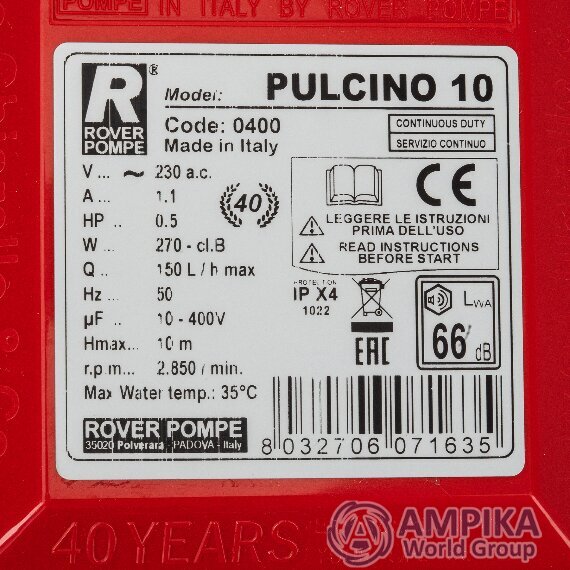 POMPE IN ITALY BY ROVER POMPE
R®
ROVER
POMPE
Model: PULCINO 10
Code: 0400
Made in Italy
CONTINUOUS DUTY
SERVIZIO CONTINUO
V ... ~ 230 a.c.
A ... 1.1
HP .. 0.5
W ... 270 - cl.B
Q .. 150 L / h max
Hz .. 50
µF .. 10 - 400V
Hmax... 10 m
r.p.m ... 2.850 / min.
Max Water temp.: 35°C
40
CE
LEGGERE LE ISTRUZIONI
PRIMA DELL'USO
READ INSTRUCTIONS
BEFORE START
PROTECTION
IP X4
1022
EAC
LWA
66 dB
ROVER POMPE
35020 Polverara - PADOVA - Italy
8 032706 071635
40 YEARS
AMPIKA
World Group